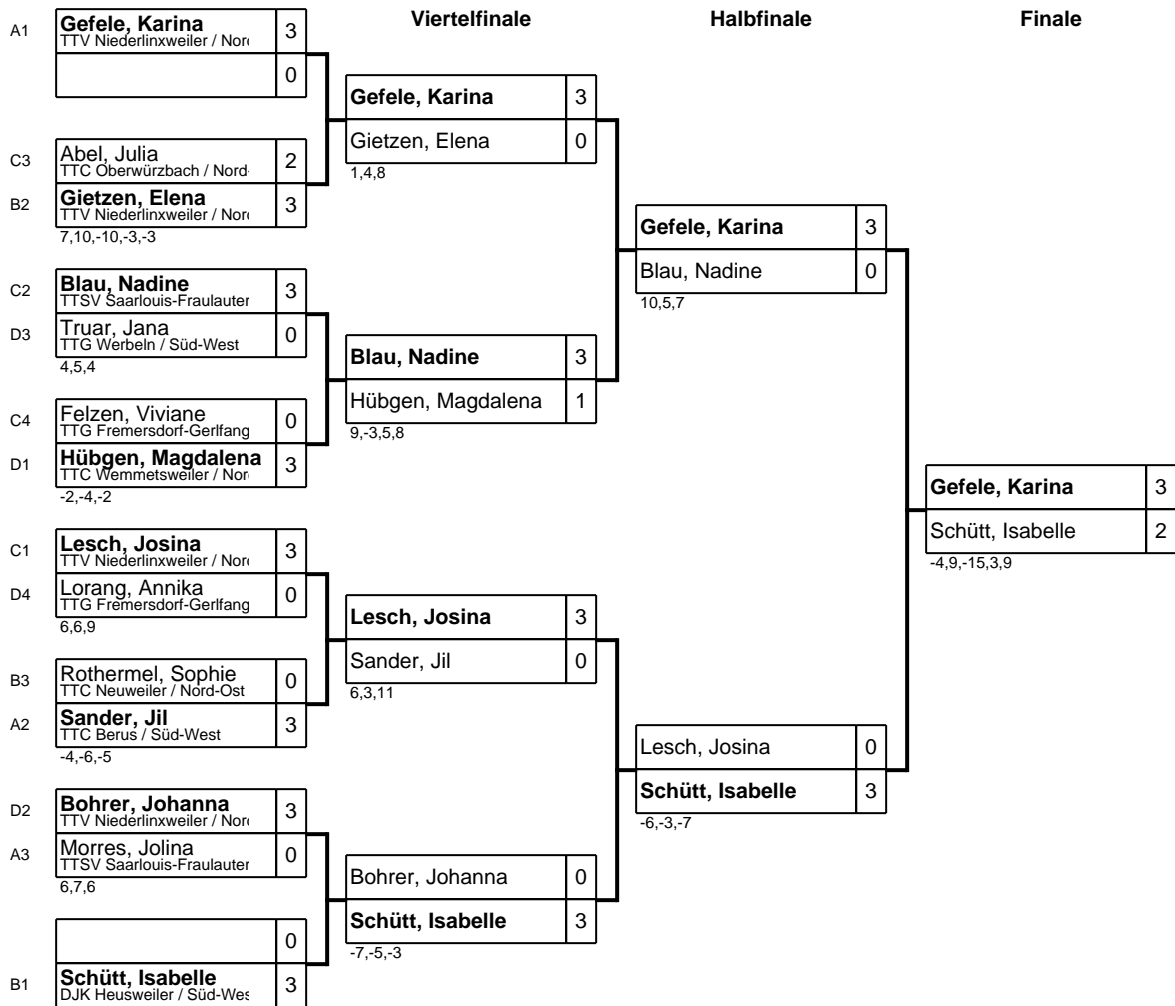 Viertelfinale
Halbfinale
Finale
A1
Gefele, Karina
3
TTV Niederlinxweiler / Nor
0
C3
Abel, Julia
2
TTC Oberwürzbach / Nord-
B2
Gietzen, Elena
3
TTV Niederlinxweiler / Nor
7,10,-10,-3,-3
C2
Blau, Nadine
3
TTSV Saarlouis-Fraulauter
D3
Truar, Jana
0
TTG Werbeln / Süd-West
4,5,4
C4
Felzen, Viviane
0
TTG Fremersdorf-Gerlfang
D1
Hübgen, Magdalena
3
TTC Wemmetsweiler / Nor
-2,-4,-2
C1
Lesch, Josina
3
TTV Niederlinxweiler / Nor
D4
Lorang, Annika
0
TTG Fremersdorf-Gerlfang
6,6,9
B3
Rothermel, Sophie
0
TTC Neuweiler / Nord-Ost
A2
Sander, Jil
3
TTC Berus / Süd-West
-4,-6,-5
D2
Bohrer, Johanna
3
TTV Niederlinxweiler / Nor
A3
Morres, Jolina
0
TTSV Saarlouis-Fraulauter
6,7,6
0
B1
Schütt, Isabelle
3
DJK Heusweiler / Süd-Wes
Gefele, Karina
3
Gietzen, Elena
0
1,4,8
Blau, Nadine
3
Hübgen, Magdalena
1
9,-3,5,8
Lesch, Josina
3
Sander, Jil
0
6,3,11
Bohrer, Johanna
0
Schütt, Isabelle
3
-7,-5,-3
Gefele, Karina
3
Blau, Nadine
0
10,5,7
Lesch, Josina
0
Schütt, Isabelle
3
-6,-3,-7
Gefele, Karina
3
Schütt, Isabelle
2
-4,9,-15,3,9